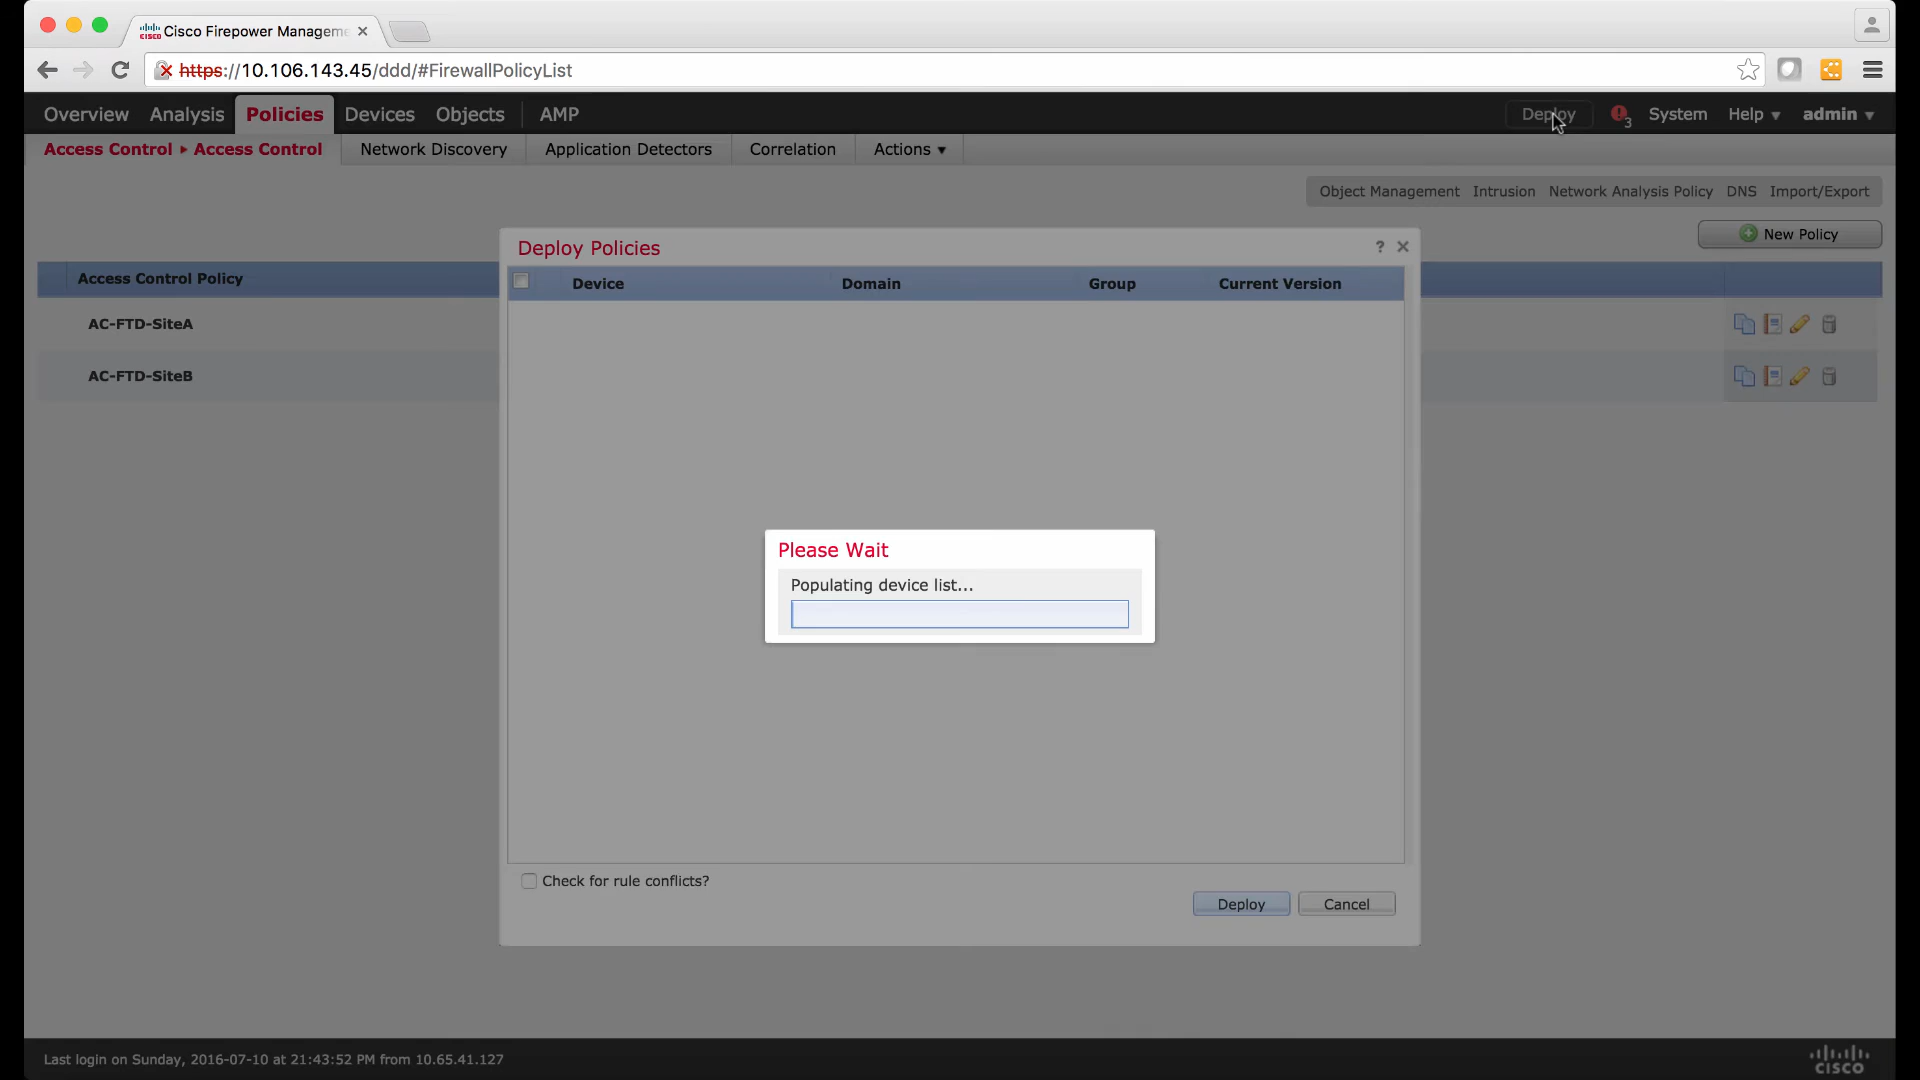 CISCO Cisco Firepower Manageme
https://10.106.143.45/ddd/#FirewallPolicyList
Overview Analysis Policies Devices Objects AMP Deploy 3 System Help admin
Access Control ▸ Access Control Network Discovery Application Detectors Correlation Actions
Object Management Intrusion Network Analysis Policy DNS Import/Export
New Policy
Deploy Policies ?
Access Control Policy
Device Domain Group Current Version
AC-FTD-SiteA
AC-FTD-SiteB
Please Wait
Populating device list...
Check for rule conflicts?
Deploy Cancel
Last login on Sunday, 2016-07-10 at 21:43:52 PM from 10.65.41.127
CISCO